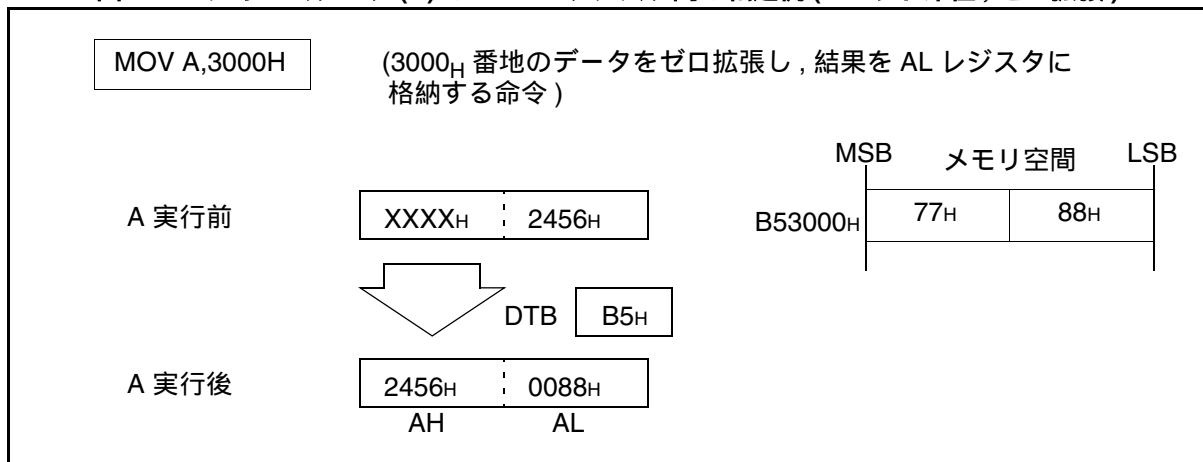 MOV A,3000H
(3000H 番地のデータをゼロ拡張し , 結果を AL レジスタに
格納する命令 )
MSB メモリ空間 LSB
A 実行前 XXXXH 2456H
B53000H 77H 88H
DTB B5H
A 実行後 2456H 0088H
AH AL